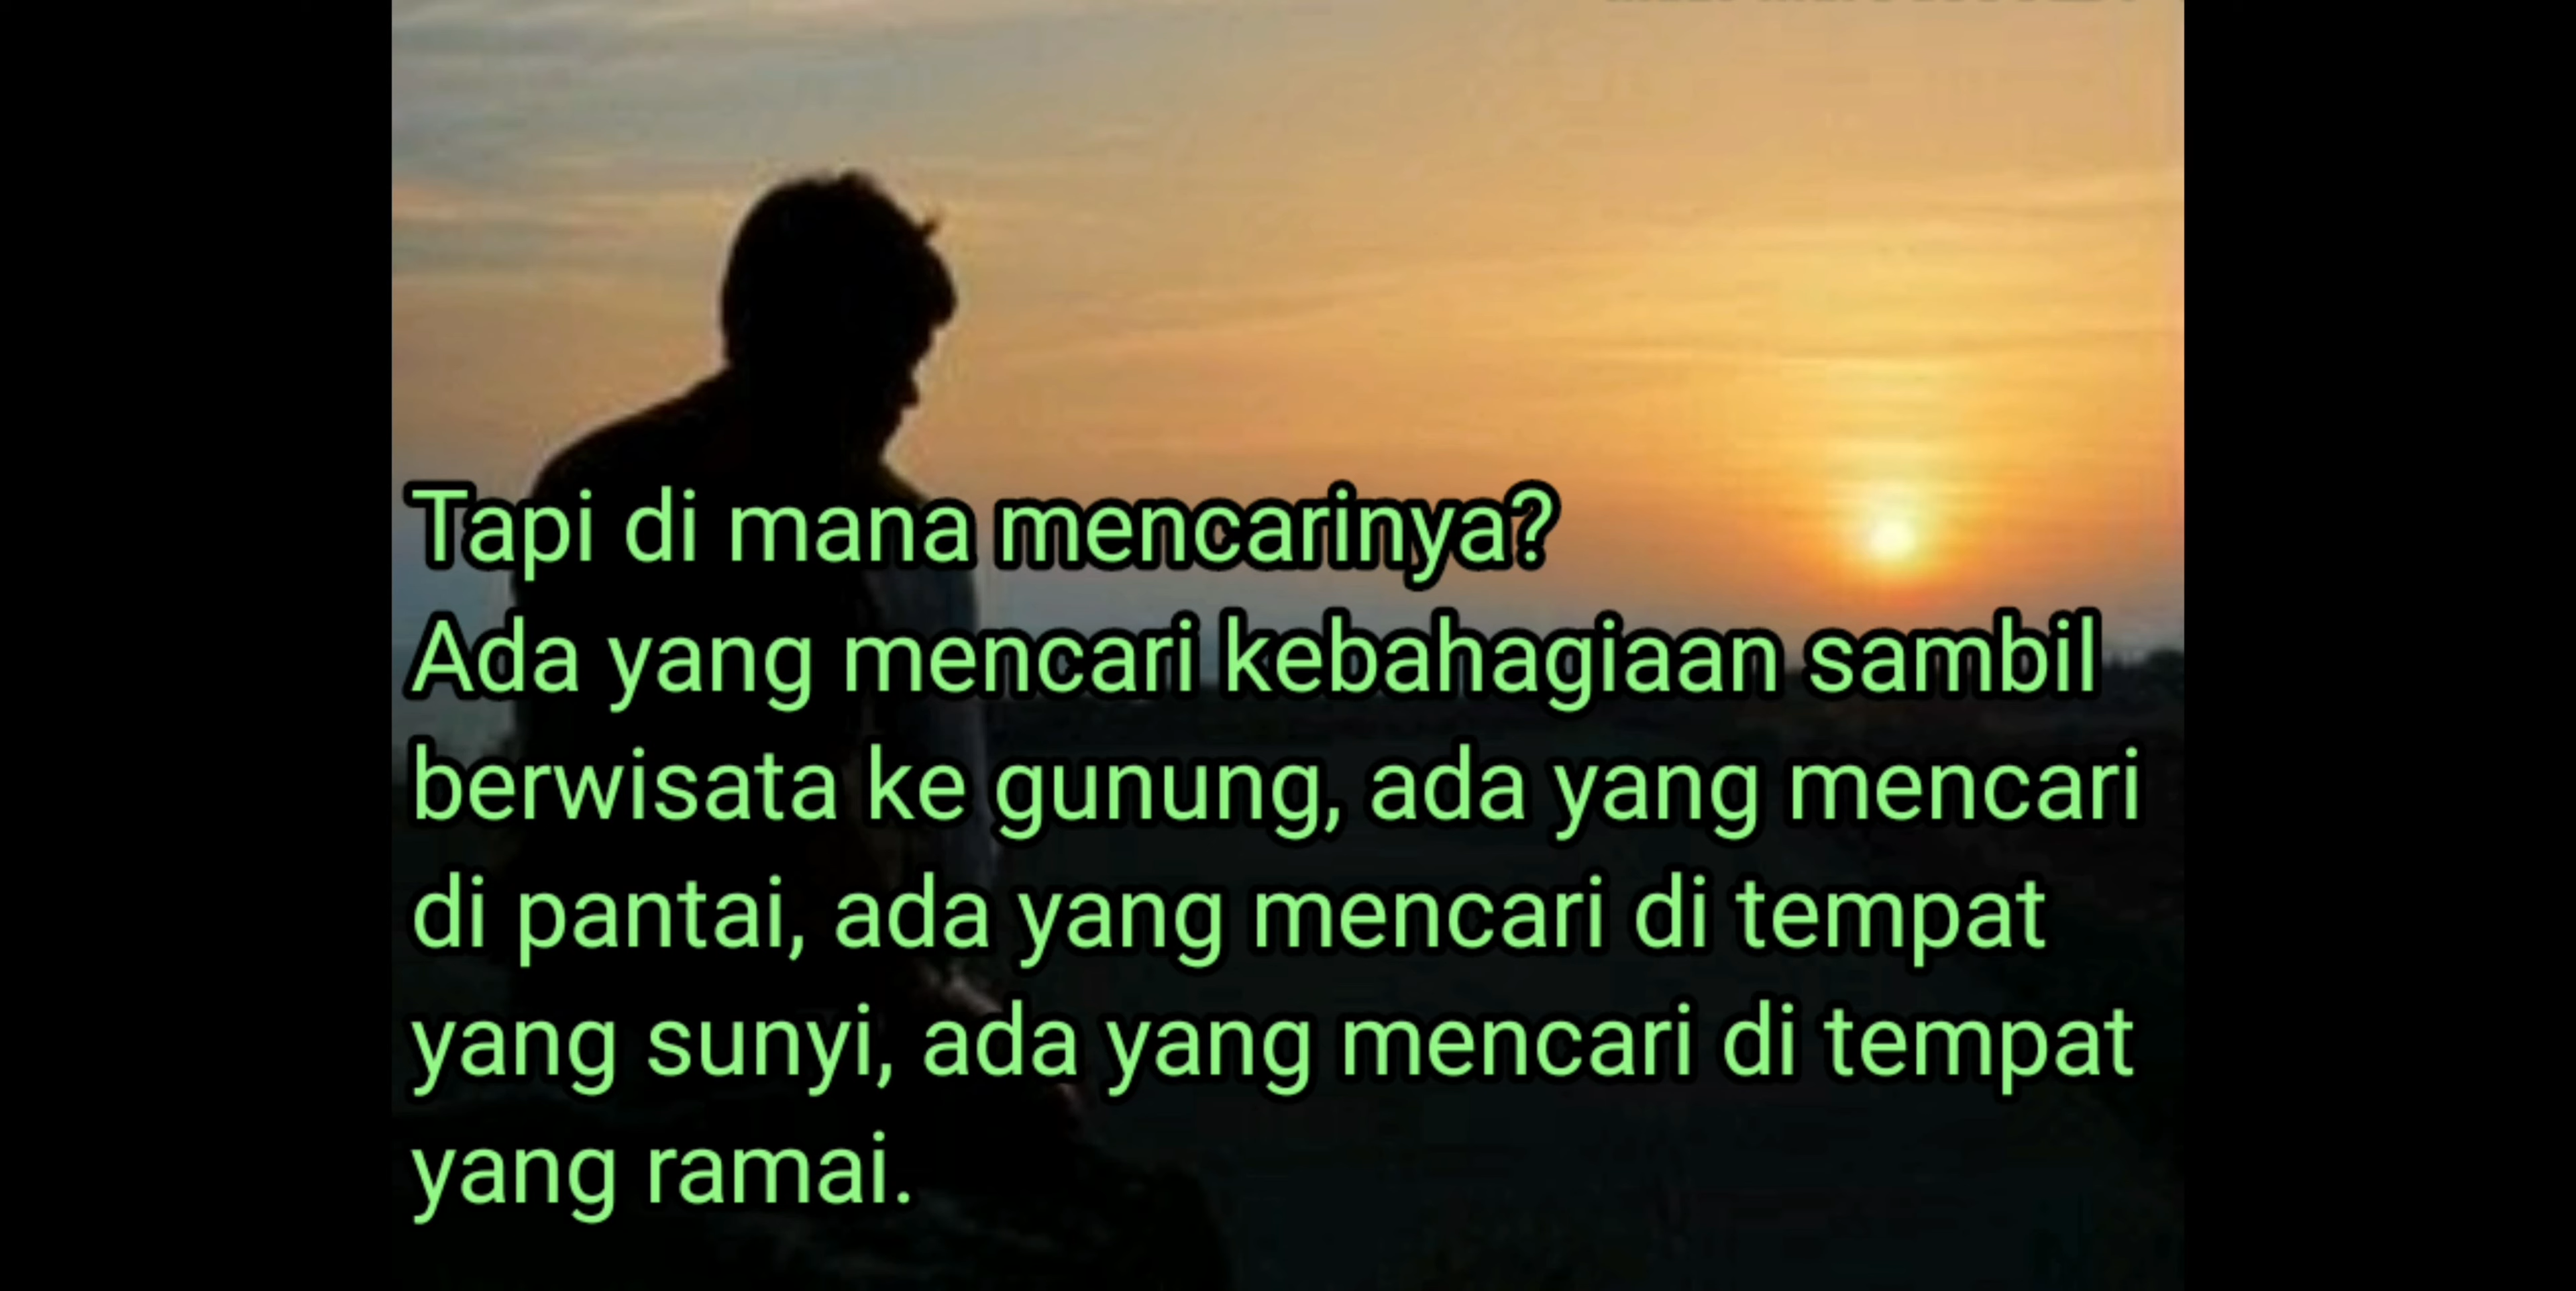 Tapi di mana mencarinya?
Ada yang mencari kebahagiaan sambil
berwisata ke gunung, ada yang mencari
di pantai, ada yang mencari di tempat
yang sunyi, ada yang mencari di tempat
yang ramai.